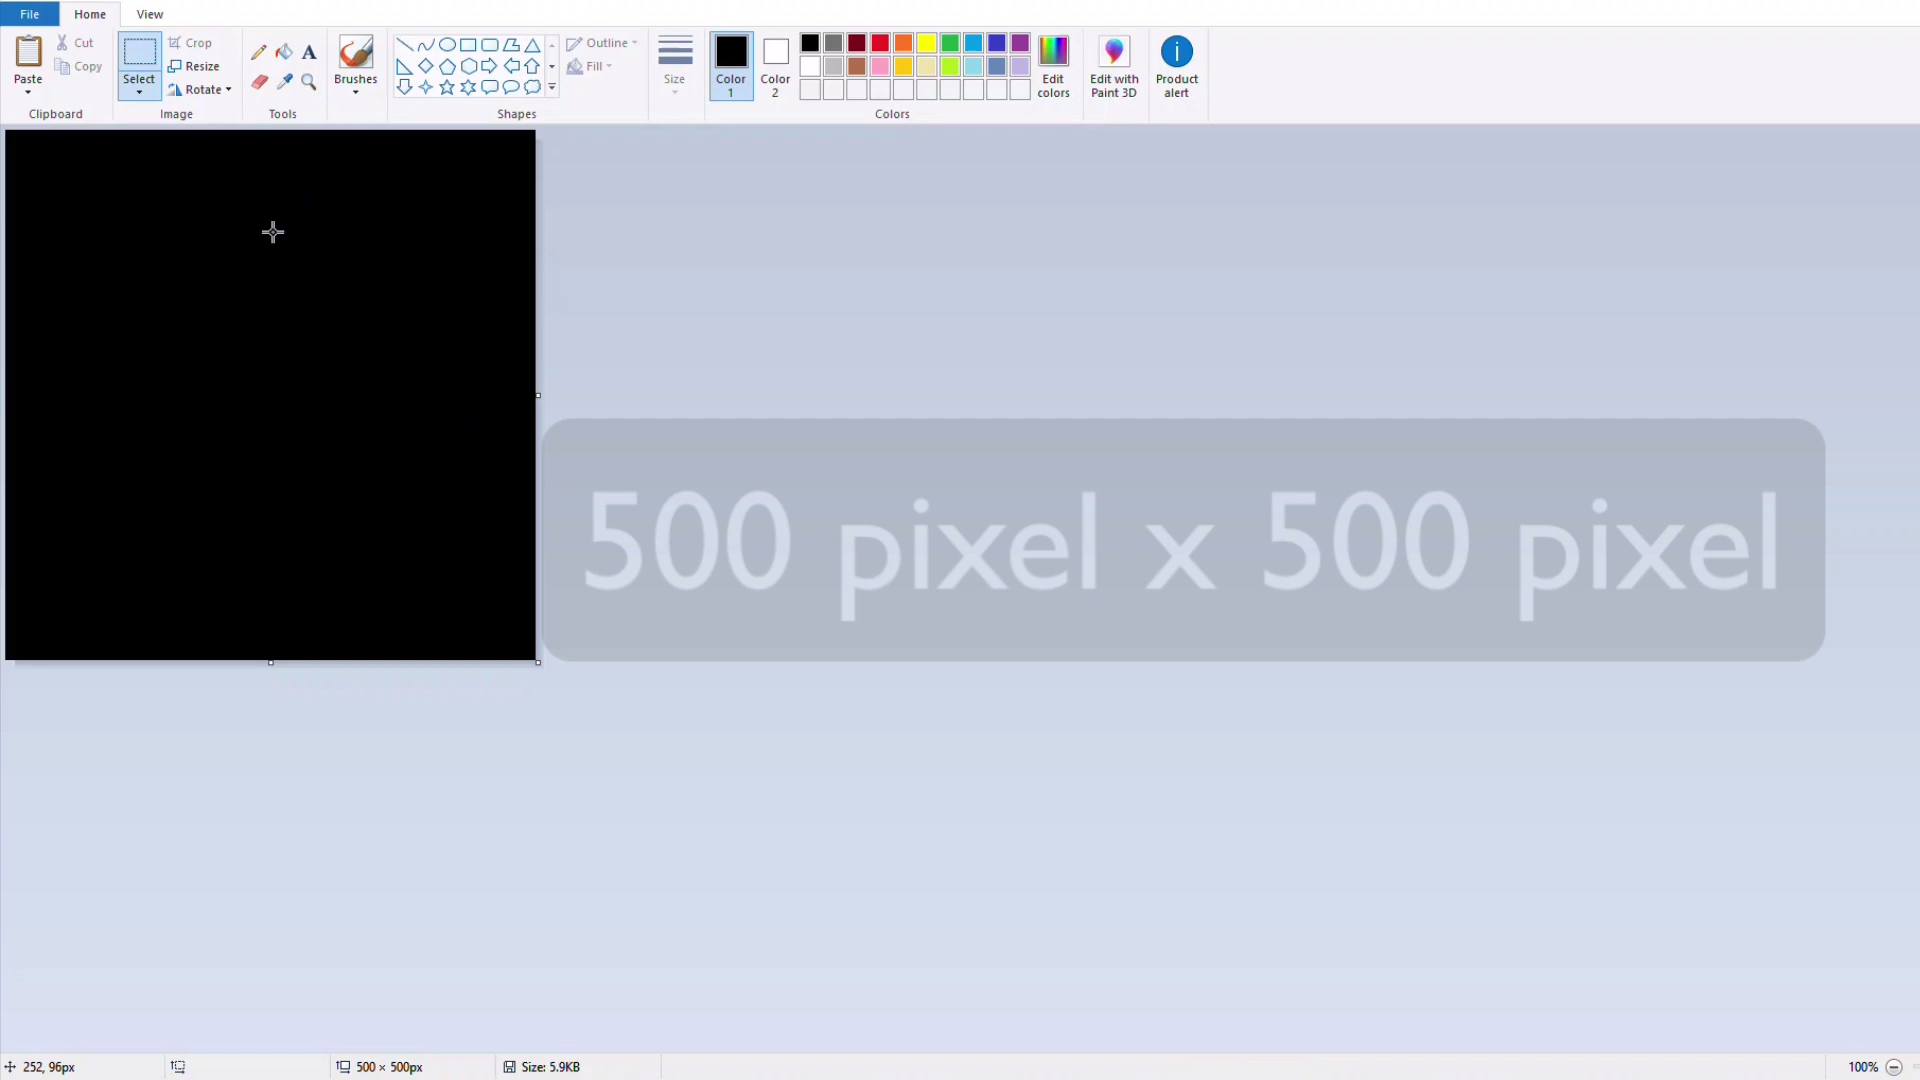 File Home View
Paste
Cut
Copy
Clipboard
Select
Crop
Resize
Rotate
Image
A
Tools
Brushes
Shapes
Outline
Fill
Size
Color 1
Color 2
Colors
Edit colors
Edit with Paint 3D
Product alert
500 pixel x 500 pixel
252, 96px
500 × 500px
Size: 5.9KB
100%